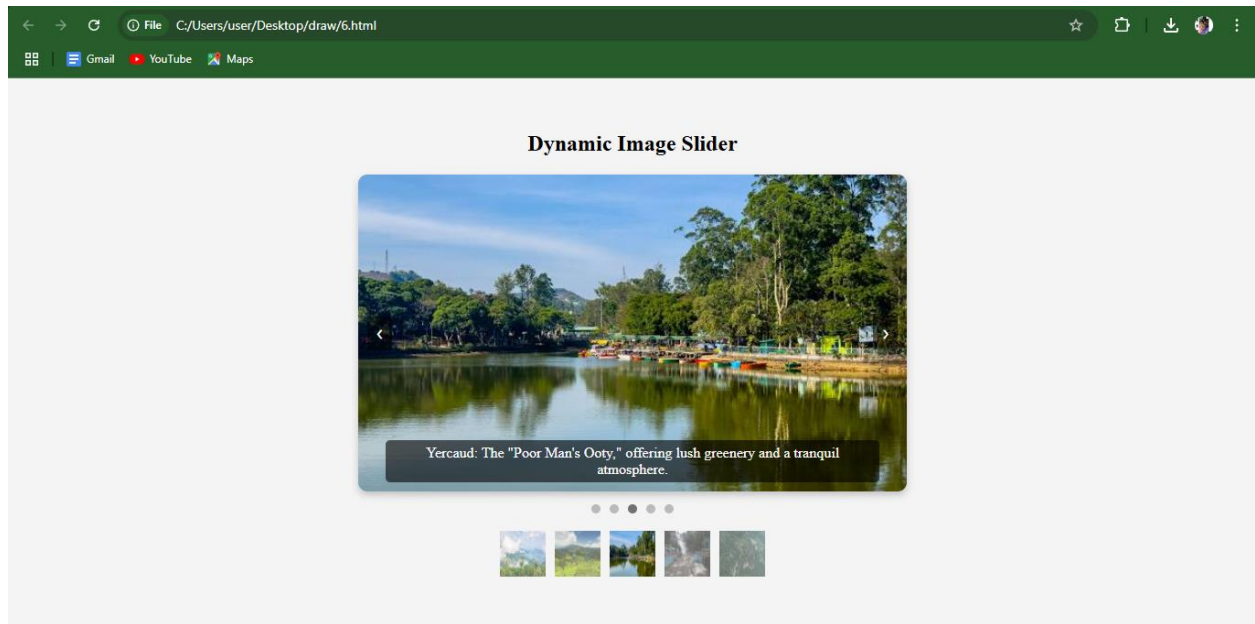 File C:/Users/user/Desktop/draw/6.html
Gmail YouTube Maps
Dynamic Image Slider
Yercaud: The "Poor Man's Ooty," offering lush greenery and a tranquil
atmosphere.